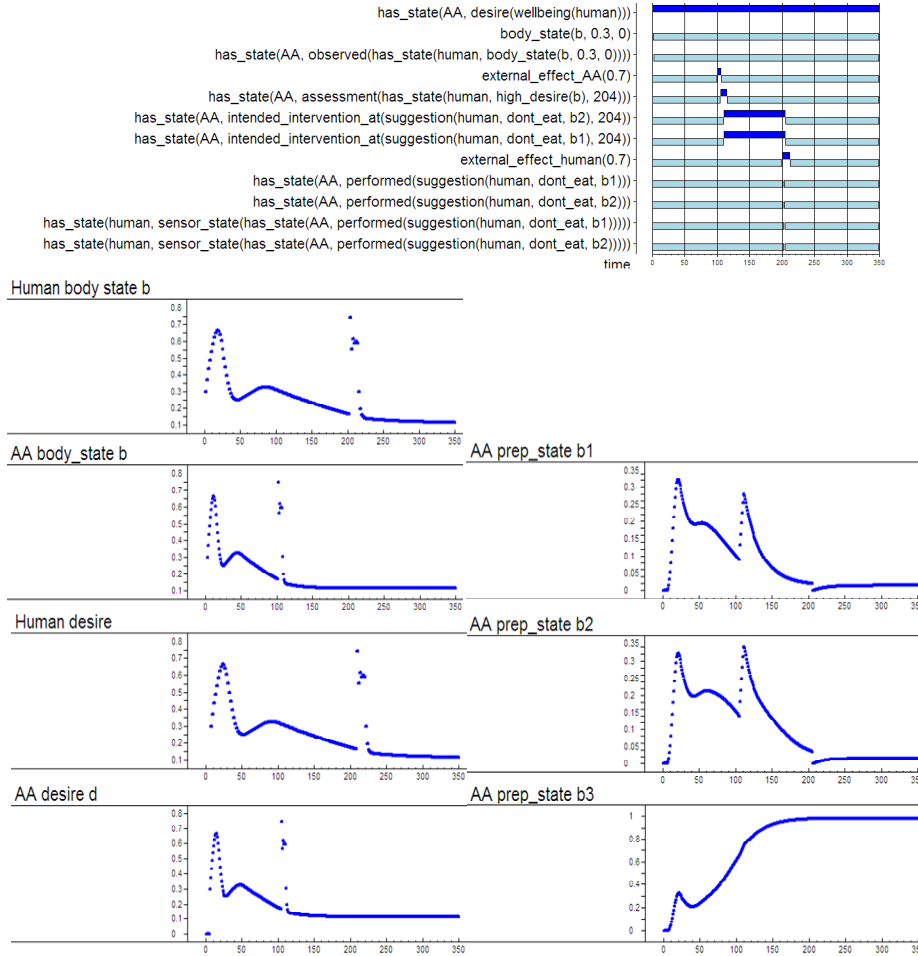 has_state(AA, desire(wellbeing(human)))
body_state(b, 0.3, 0)
has_state(AA, observed(has_state(human, body_state(b, 0.3, 0))))
external_effect_AA(0.7)
has_state(AA, assessment(has_state(human, high_desire(b), 204)))
has_state(AA, intended_intervention_at(suggestion(human, dont_eat, b2), 204))
has_state(AA, intended_intervention_at(suggestion(human, dont_eat, b1), 204))
external_effect_human(0.7)
has_state(AA, performed(suggestion(human, dont_eat, b1)))
has_state(AA, performed(suggestion(human, dont_eat, b2)))
has_state(human, sensor_state(has_state(AA, performed(suggestion(human, dont_eat, b1)))))
has_state(human, sensor_state(has_state(AA, performed(suggestion(human, dont_eat, b2)))))
time 0 50 100 150 200 250 300 350
Human body state b
0.8
0.7
0.6
0.5
0.4
0.3
0.2
0.1
0 50 100 150 200 250 300 350
AA body_state b
0.8
0.7
0.6
0.5
0.4
0.3
0.2
0.1
0 50 100 150 200 250 300 350
AA prep_state b1
0.35
0.3
0.25
0.2
0.15
0.1
0.05
0
0 50 100 150 200 250 300 350
Human desire
0.8
0.7
0.6
0.5
0.4
0.3
0.2
0.1
0 50 100 150 200 250 300 350
AA prep_state b2
0.35
0.3
0.25
0.2
0.15
0.1
0.05
0
0 50 100 150 200 250 300 350
AA desire d
0.8
0.7
0.6
0.5
0.4
0.3
0.2
0.1
0
0 50 100 150 200 250 300 350
AA prep_state b3
1
0.8
0.6
0.4
0.2
0
0 50 100 150 200 250 300 350